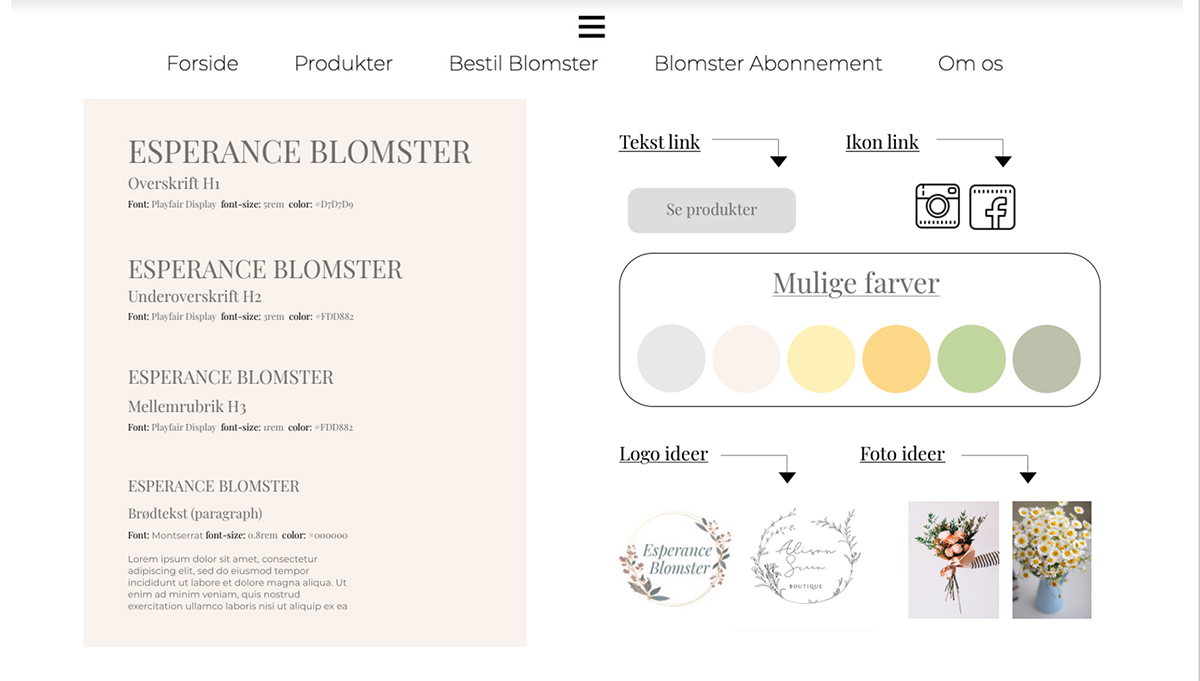 Forside Produkter Bestil Blomster Blomster Abonnement Om os
ESPERANCE BLOMSTER
Overskrift H1
Font: Playfair Display font-size: 5rem color: #D7D7D9
ESPERANCE BLOMSTER
Underoverskrift H2
Font: Playfair Display font-size: 3rem color: #FDD882
ESPERANCE BLOMSTER
Mellemrubrik H3
Font: Playfair Display font-size: 1rem color: #FDD882
ESPERANCE BLOMSTER
Brødtekst (paragraph)
Font: Montserrat font-size: 0.8rem color: #000000
Lorem ipsum dolor sit amet, consectetur
adipiscing elit, sed do eiusmod tempor
incididunt ut labore et dolore magna aliqua. Ut
enim ad minim veniam, quis nostrud
exercitation ullamco laboris nisi ut aliquip ex ea
Tekst link
Ikon link
Se produkter
Mulige farver
Logo ideer
Foto ideer
Esperance
Blomster
Alison
BOUTIQUE